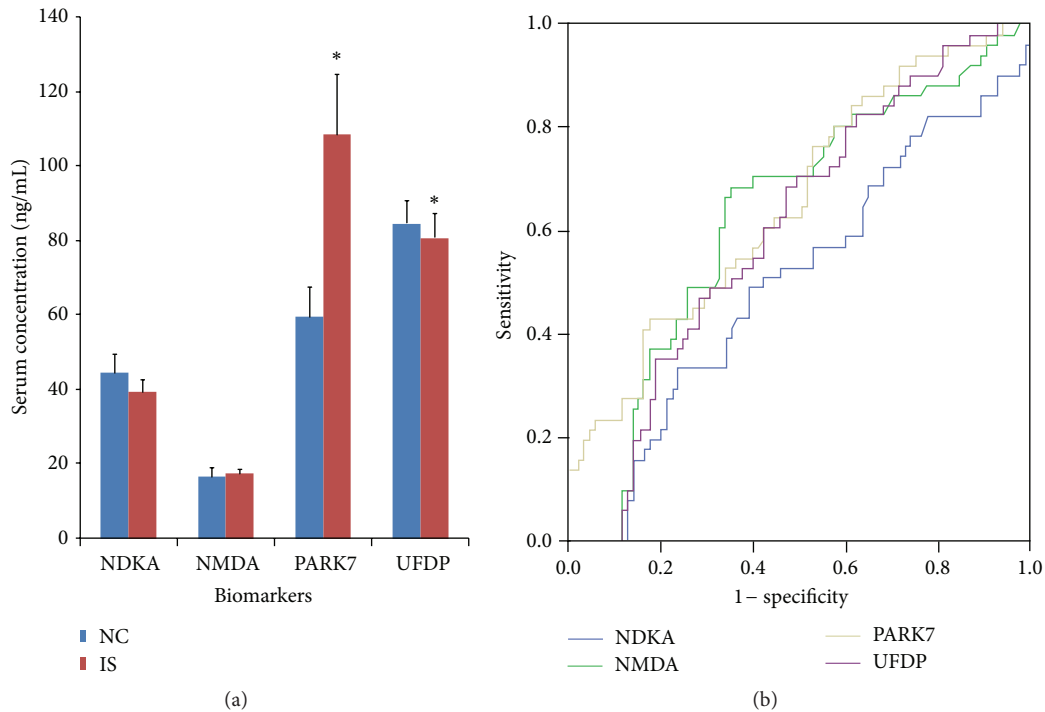 140
120
100
80
60
40
20
0
Serum concentration (ng/mL)
*
*
NDKA NMDA PARK7 UFDP
Biomarkers
NC
IS
(a)
1.0
0.8
0.6
0.4
0.2
0.0
Sensitivity
0.0 0.2 0.4 0.6 0.8 1.0
1− specificity
NDKA
NMDA
PARK7
UFDP
(b)